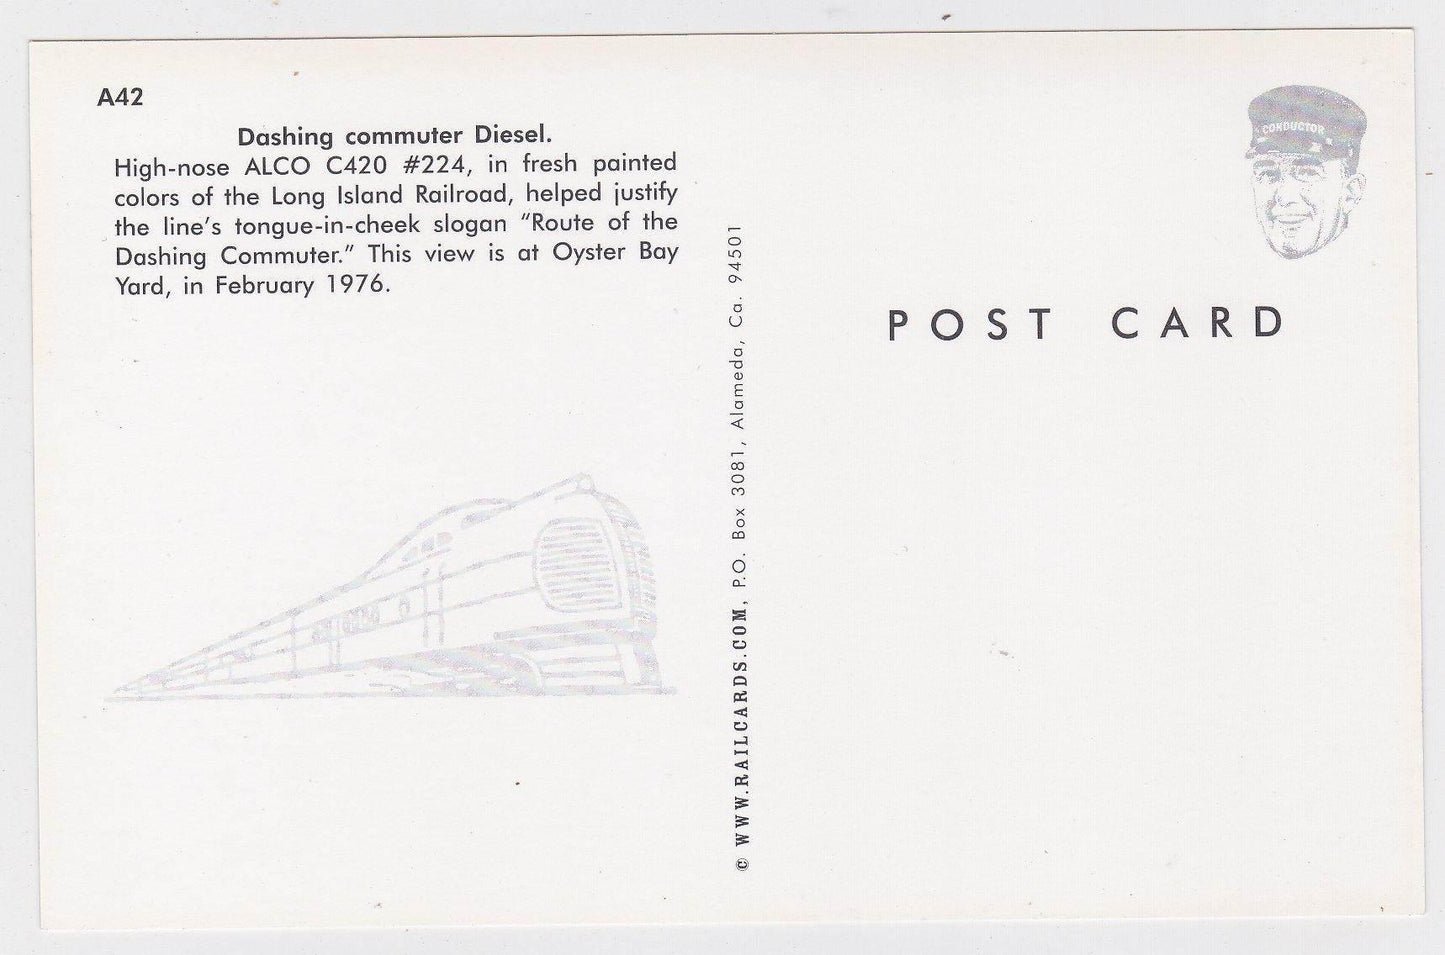 A42
Dashing commuter Diesel.
High-nose ALCO C420 #224, in fresh painted
colors of the Long Island Railroad, helped justify
the line's tongue-in-cheek slogan "Route of the
Dashing Commuter." This view is at Oyster Bay
Yard, in February 1976.
© WWW.RAILCARDS.COM, P.O. Box 3081, Alameda, Ca. 94501
CONDUCTOR
POST CARD